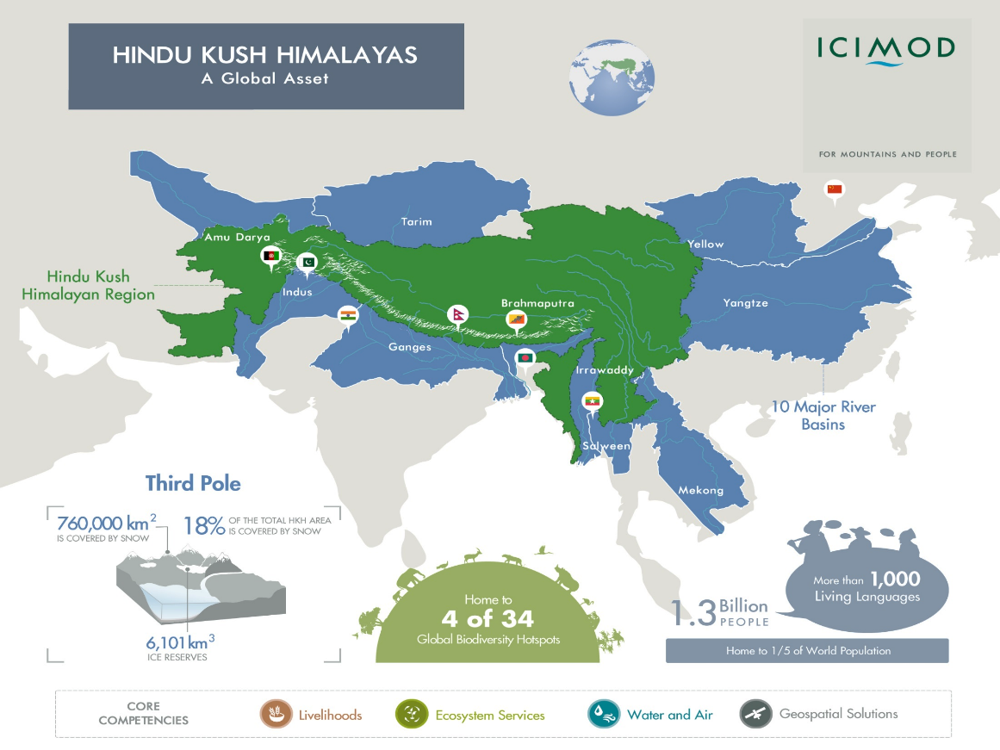 HINDU KUSH HIMALAYAS
A Global Asset
ICIMOD
FOR MOUNTAINS AND PEOPLE
Tarim
Amu Darya
Yellow
Hindu Kush
Himalayan Region
Indus
Brahmaputra
Yangtze
Ganges
Irrawaddy
10 Major River
Basins
Salween
Mekong
Third Pole
760,000 km²
IS COVERED BY SNOW
18% OF THE TOTAL HKH AREA
IS COVERED BY SNOW
6,101 km³
ICE RESERVES
Home to
4 of 34
Global Biodiversity Hotspots
More than 1,000
Living Languages
1.3 Billion
PEOPLE
Home to 1/5 of World Population
CORE
COMPETENCIES
Livelihoods
Ecosystem Services
Water and Air
Geospatial Solutions